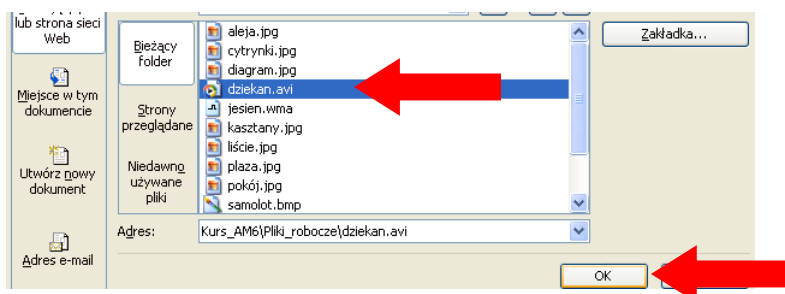 lub strona sieci
Web
Miejsce w tym
dokumencie
Utwórz nowy
dokument
Adres e-mail
Bieżący
folder
Strony
przeglądane
Niedawno
używane
pliki
aleja.jpg
cytrynki.jpg
diagram.jpg
dziekan.avi
jesien.wma
kasztany.jpg
liście.jpg
plaza.jpg
pokój.jpg
samolot.bmp
Zakładka...
Adres:
Kurs_AM6\Pliki_robocze\dziekan.avi
OK